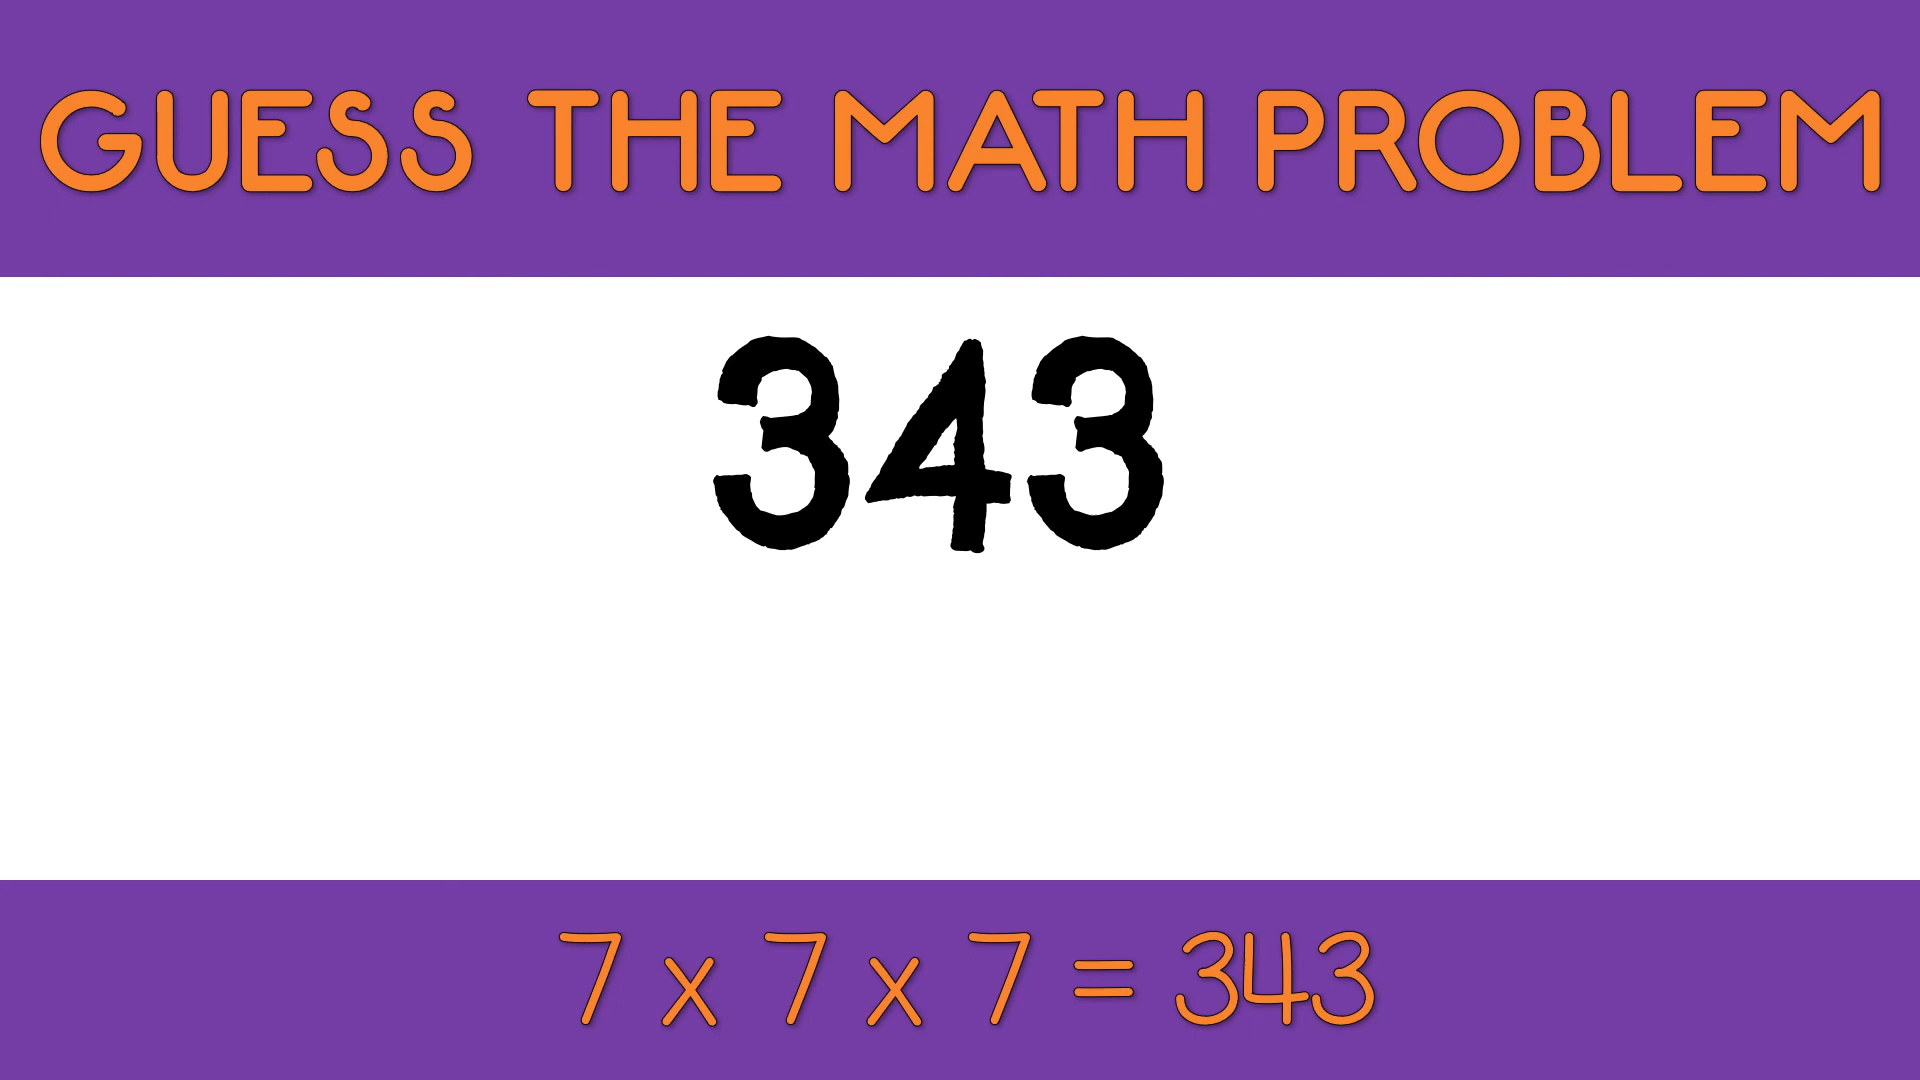 GUESS THE MATH PROBLEM
343
7 x 7 x 7 = 343